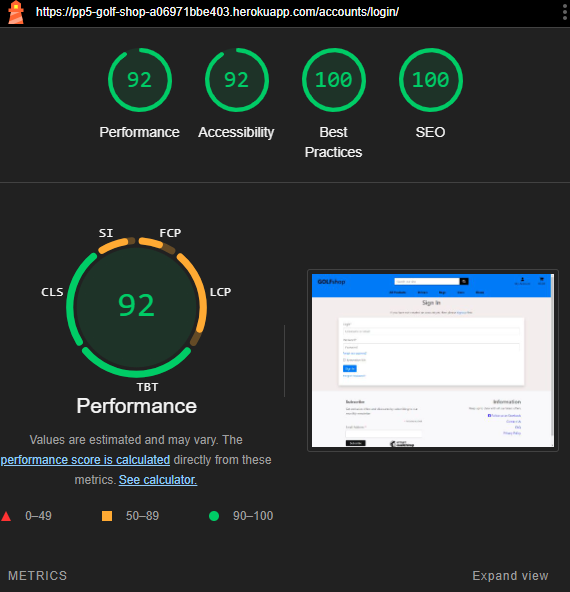 https://pp5-golf-shop-a06971bbe403.herokuapp.com/accounts/login/
92
92
100
100
Performance
Accessibility
Best
Practices
SEO
SI
FCP
CLS
LCP
92
TBT
Performance
Values are estimated and may vary. The
performance score is calculated directly from these
metrics. See calculator.
0–49
50–89
90–100
GOLFshop
Sign In
Sign In
Subscribe
Information
METRICS
Expand view